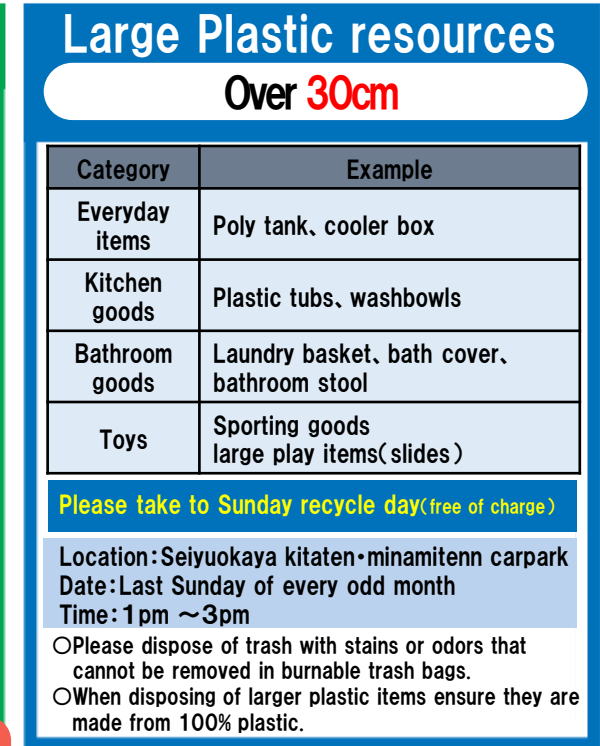 Large Plastic resources
Over 30cm
Category
Example
Everyday
items
Poly tank、cooler box
Kitchen
goods
Plastic tubs、washbowls
Bathroom
goods
Laundry basket、bath cover、
bathroom stool
Toys
Sporting goods
large play items(slides)
Please take to Sunday recycle day(free of charge)
Location:Seiyuokaya kitaten・minamitenn carpark
Date:Last Sunday of every odd month
Time:1pm ～3pm
○Please dispose of trash with stains or odors that
cannot be removed in burnable trash bags.
○When disposing of larger plastic items ensure they are
made from 100% plastic.